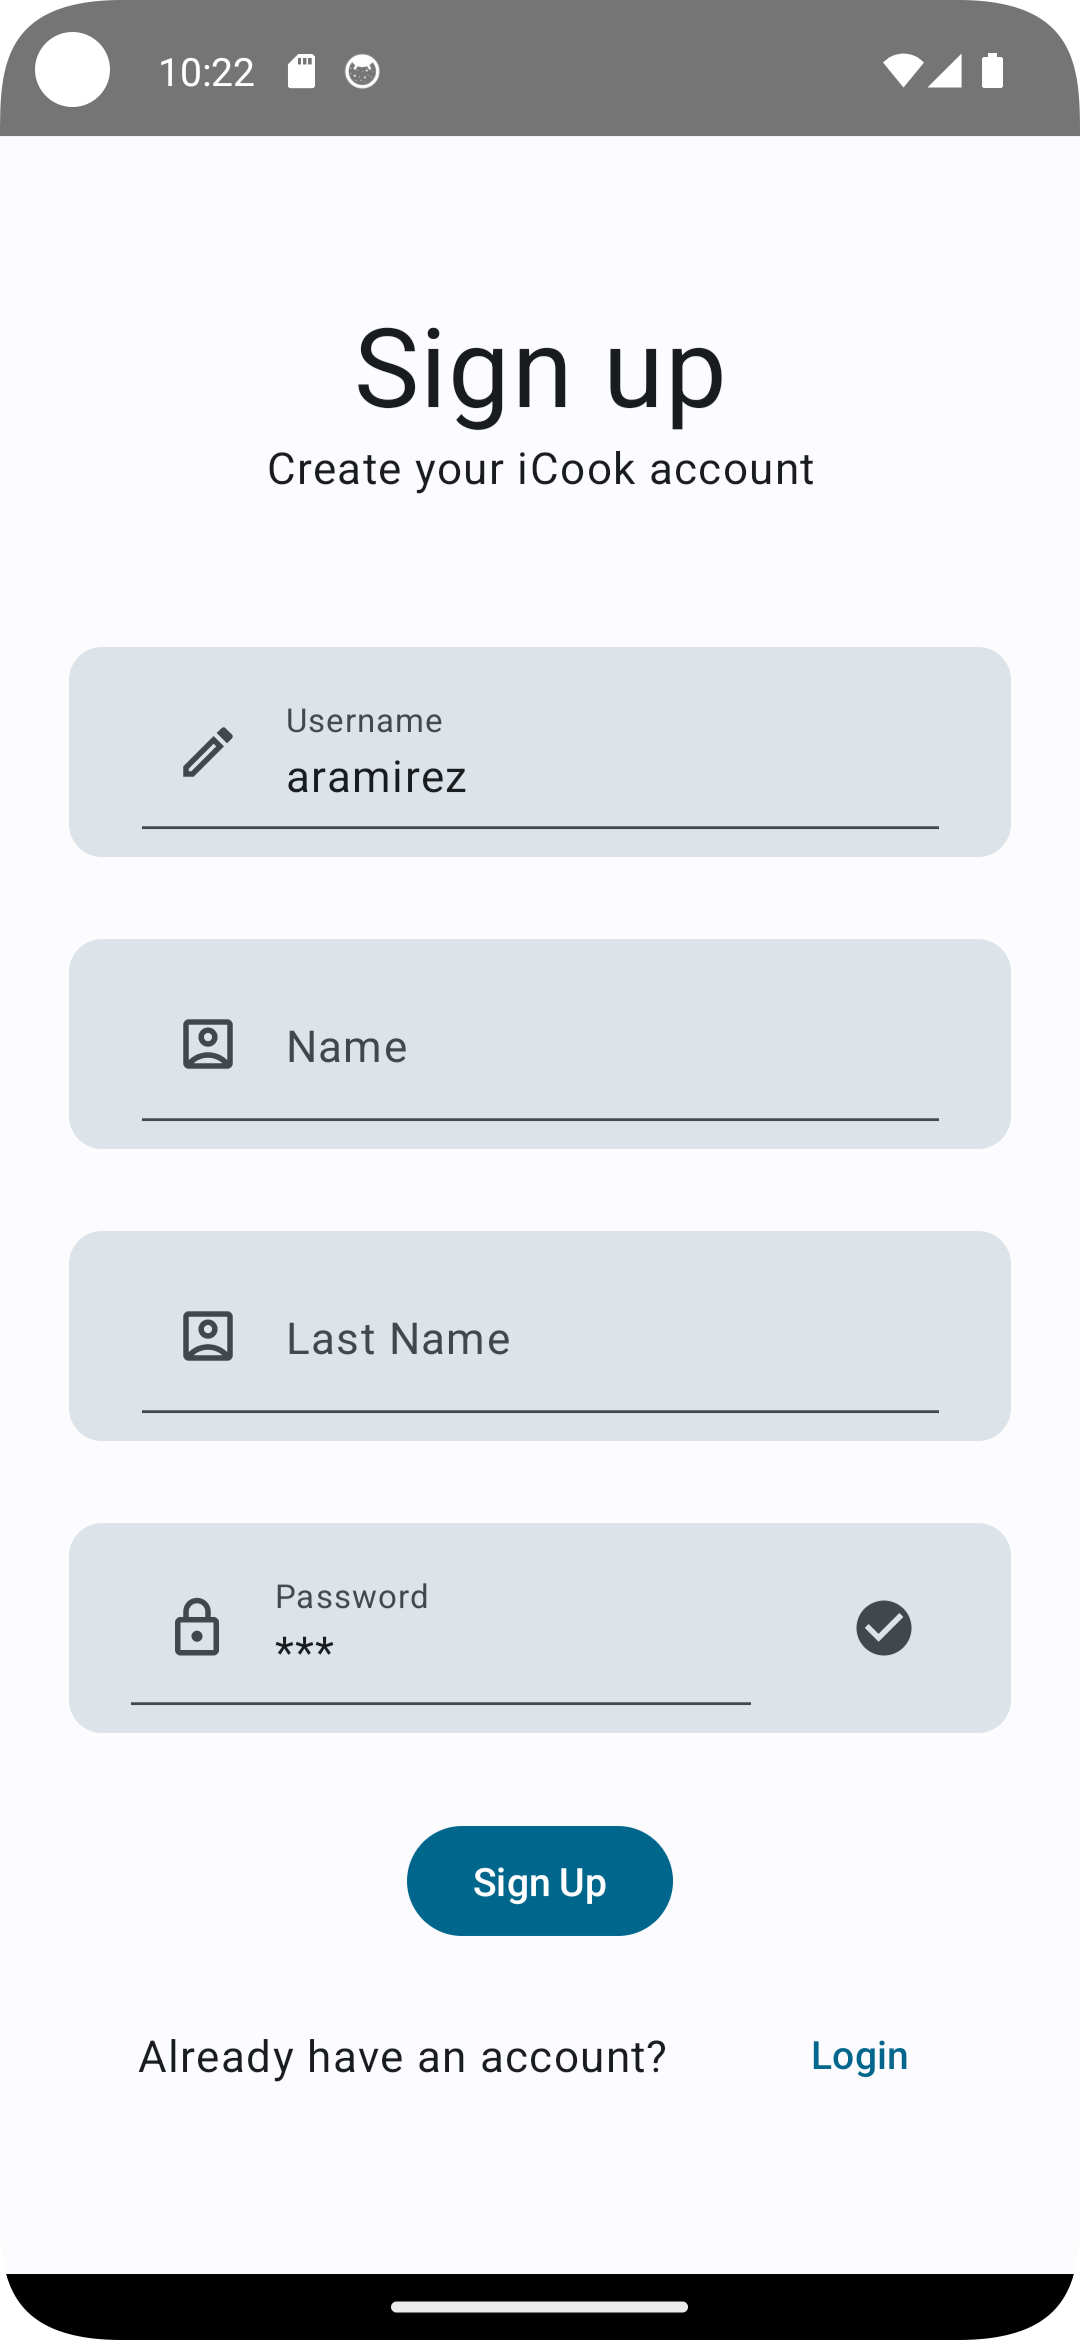 10:22
Sign up
Create your iCook account
Username
aramirez
Name
Last Name
Password
***
Sign Up
Already have an account?
Login